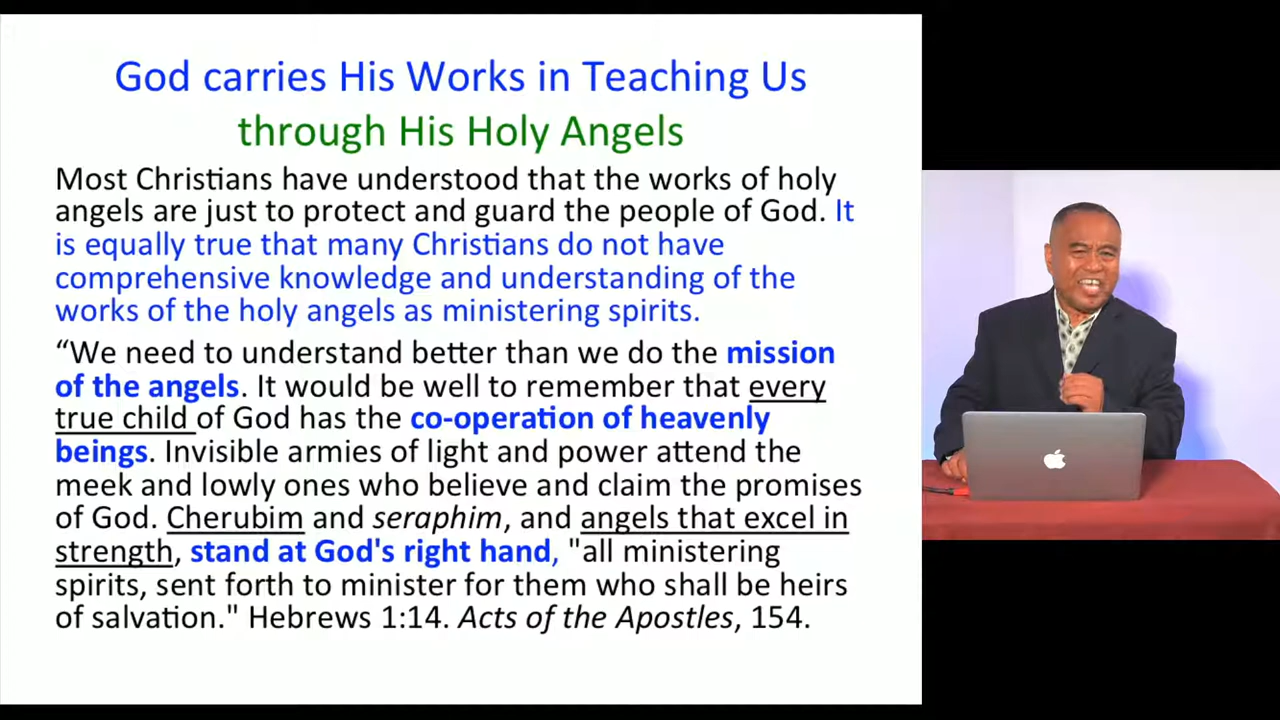 God carries His Works in Teaching Us
through His Holy Angels
Most Christians have understood that the works of holy
angels are just to protect and guard the people of God. It
is equally true that many Christians do not have
comprehensive knowledge and understanding of the
works of the holy angels as ministering spirits.
“We need to understand better than we do the mission
of the angels. It would be well to remember that every
true child of God has the co-operation of heavenly
beings. Invisible armies of light and power attend the
meek and lowly ones who believe and claim the promises
of God. Cherubim and seraphim, and angels that excel in
strength, stand at God's right hand, "all ministering
spirits, sent forth to minister for them who shall be heirs
of salvation." Hebrews 1:14. Acts of the Apostles, 154.